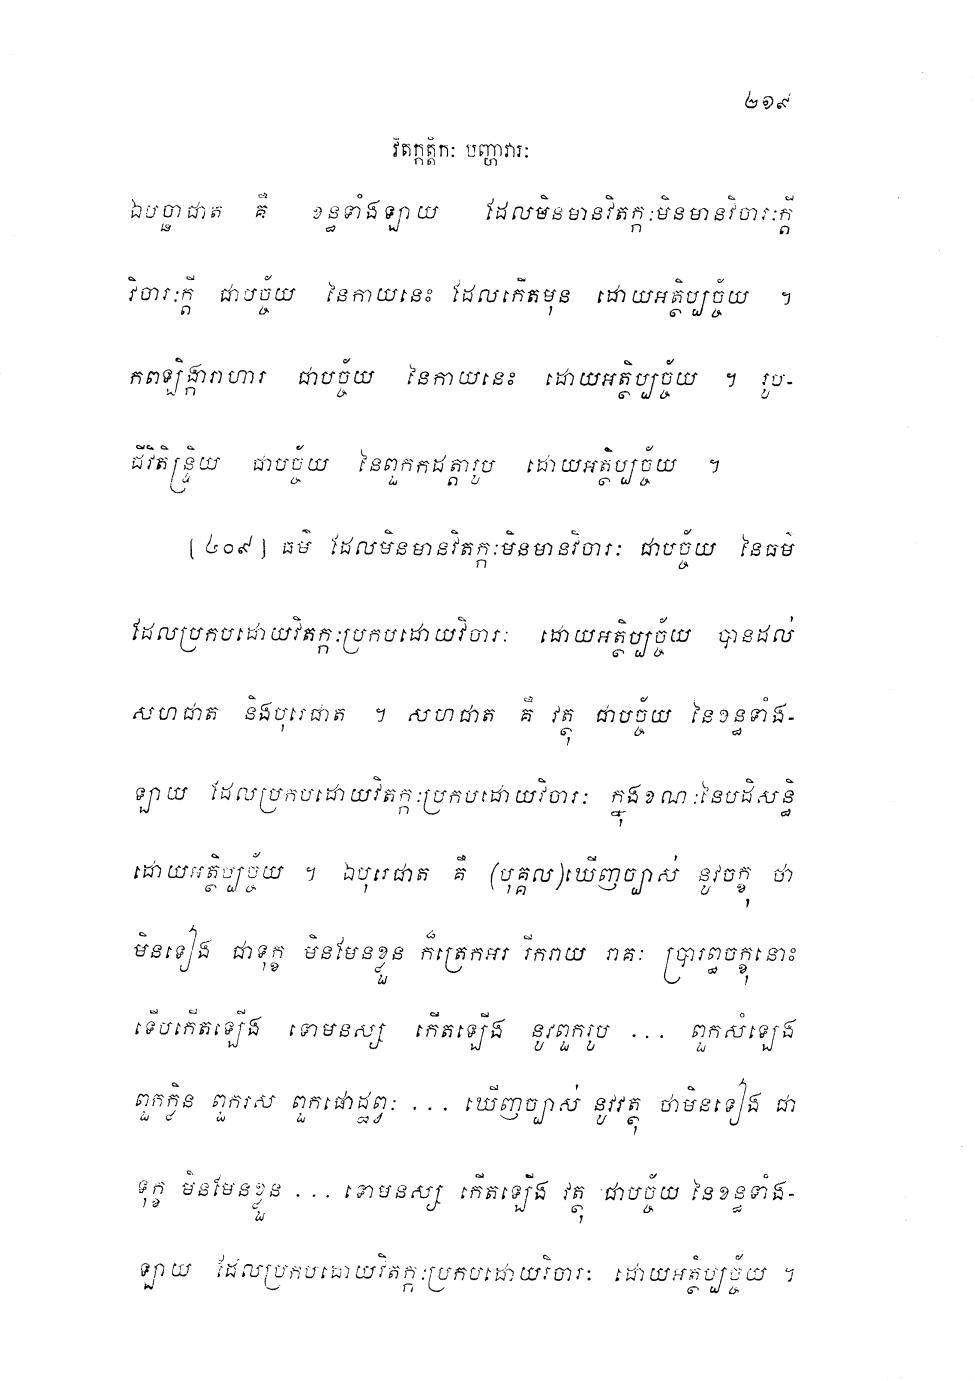 ២១៩
វិតក្កត្តិកៈ បញ្ហាវារៈ
ឯបច្ឆាជាត គឺ ខន្ធទាំងឡាយ ដែលមិនមានវិតក្កៈមិនមានវិចារៈក្តី
វិចារៈក្តី ជាបច្ច័យ នៃកាយនេះ ដែលកើតមុន ដោយអត្ថិប្បច្ច័យ ។
កពឡិង្ការាហារ ជាបច្ច័យ នៃកាយនេះ ដោយអត្ថិប្បច្ច័យ ។ រូប-
ជីវិតិន្ទ្រិយ ជាបច្ច័យ នៃពួកកដត្តារូប ដោយអត្ថិប្បច្ច័យ ។
[៤០៩] ធម៌ ដែលមិនមានវិតក្កៈមិនមានវិចារៈ ជាបច្ច័យ នៃធម៌
ដែលប្រកបដោយវិតក្កៈប្រកបដោយវិចារៈ ដោយអត្ថិប្បច្ច័យ បានដល់
សហជាត និងបុរេជាត ។ សហជាត គឺ វត្ថុ ជាបច្ច័យ នៃខន្ធទាំង-
ឡាយ ដែលប្រកបដោយវិតក្កៈប្រកបដោយវិចារៈ ក្នុងខណៈនៃបដិសន្ធិ
ដោយអត្ថិប្បច្ច័យ ។ ឯបុរេជាត គឺ (បុគ្គល)ឃើញច្បាស់ នូវចក្ខុ ថា
មិនទៀង ជាទុក្ខ មិនមែនខ្លួន ក៏ត្រេកអរ រីករាយ រាគៈ ប្រារព្ធចក្ខុនោះ
ទើបកើតឡើង ទោមនស្ស កើតឡើង នូវពួករូប ... ពួកសំឡេង
ពួកក្លិន ពួករស ពួកផោដ្ឋព្វៈ ... ឃើញច្បាស់ នូវវត្ថុ ថាមិនទៀង ជា
ទុក្ខ មិនមែនខ្លួន ... ទោមនស្ស កើតឡើង វត្ថុ ជាបច្ច័យ នៃខន្ធទាំង-
ឡាយ ដែលប្រកបដោយវិតក្កៈប្រកបដោយវិចារៈ ដោយអត្ថិប្បច្ច័យ ។